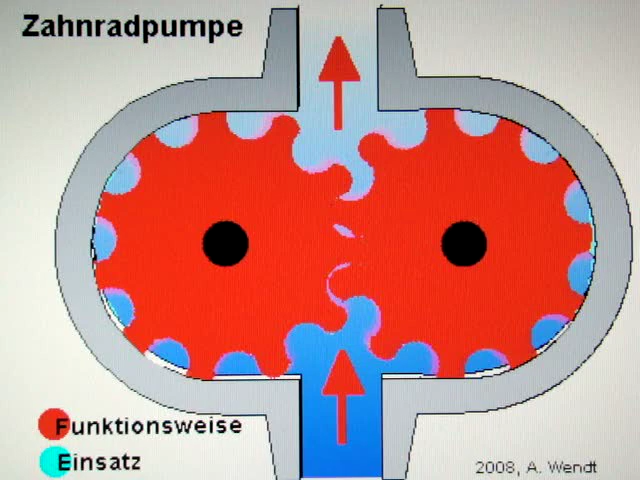 Zahnradpumpe
Funktionsweise
Einsatz
2008, A. Wendt